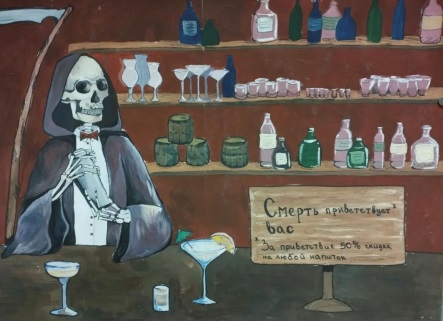 Смерть приветствует*
вас
* За приветствие 50% скидка
на любой напиток